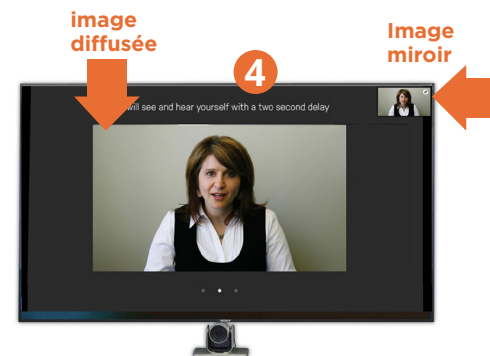 image
diffusée
4
Image
miroir
will see and hear yourself with a two second delay